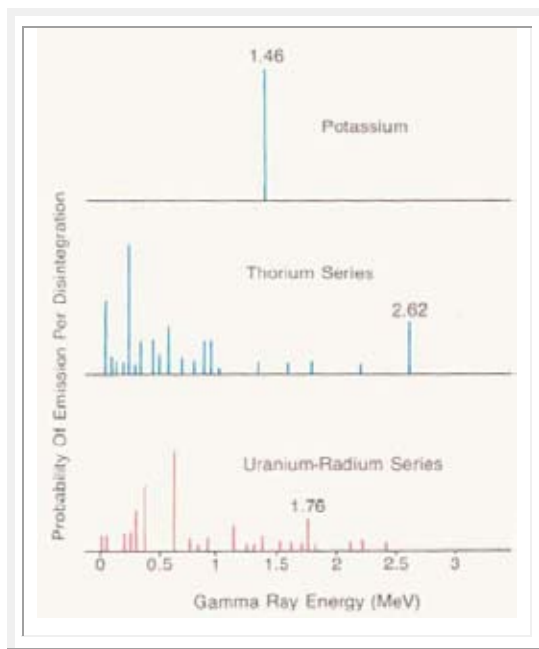 1.46
Potassium
Thorium Series
2.62
Uranium-Radium Series
1.76
Probability Of Emission Per Disintegration
0 0.5 1 1.5 2 2.5 3
Gamma Ray Energy (MeV)